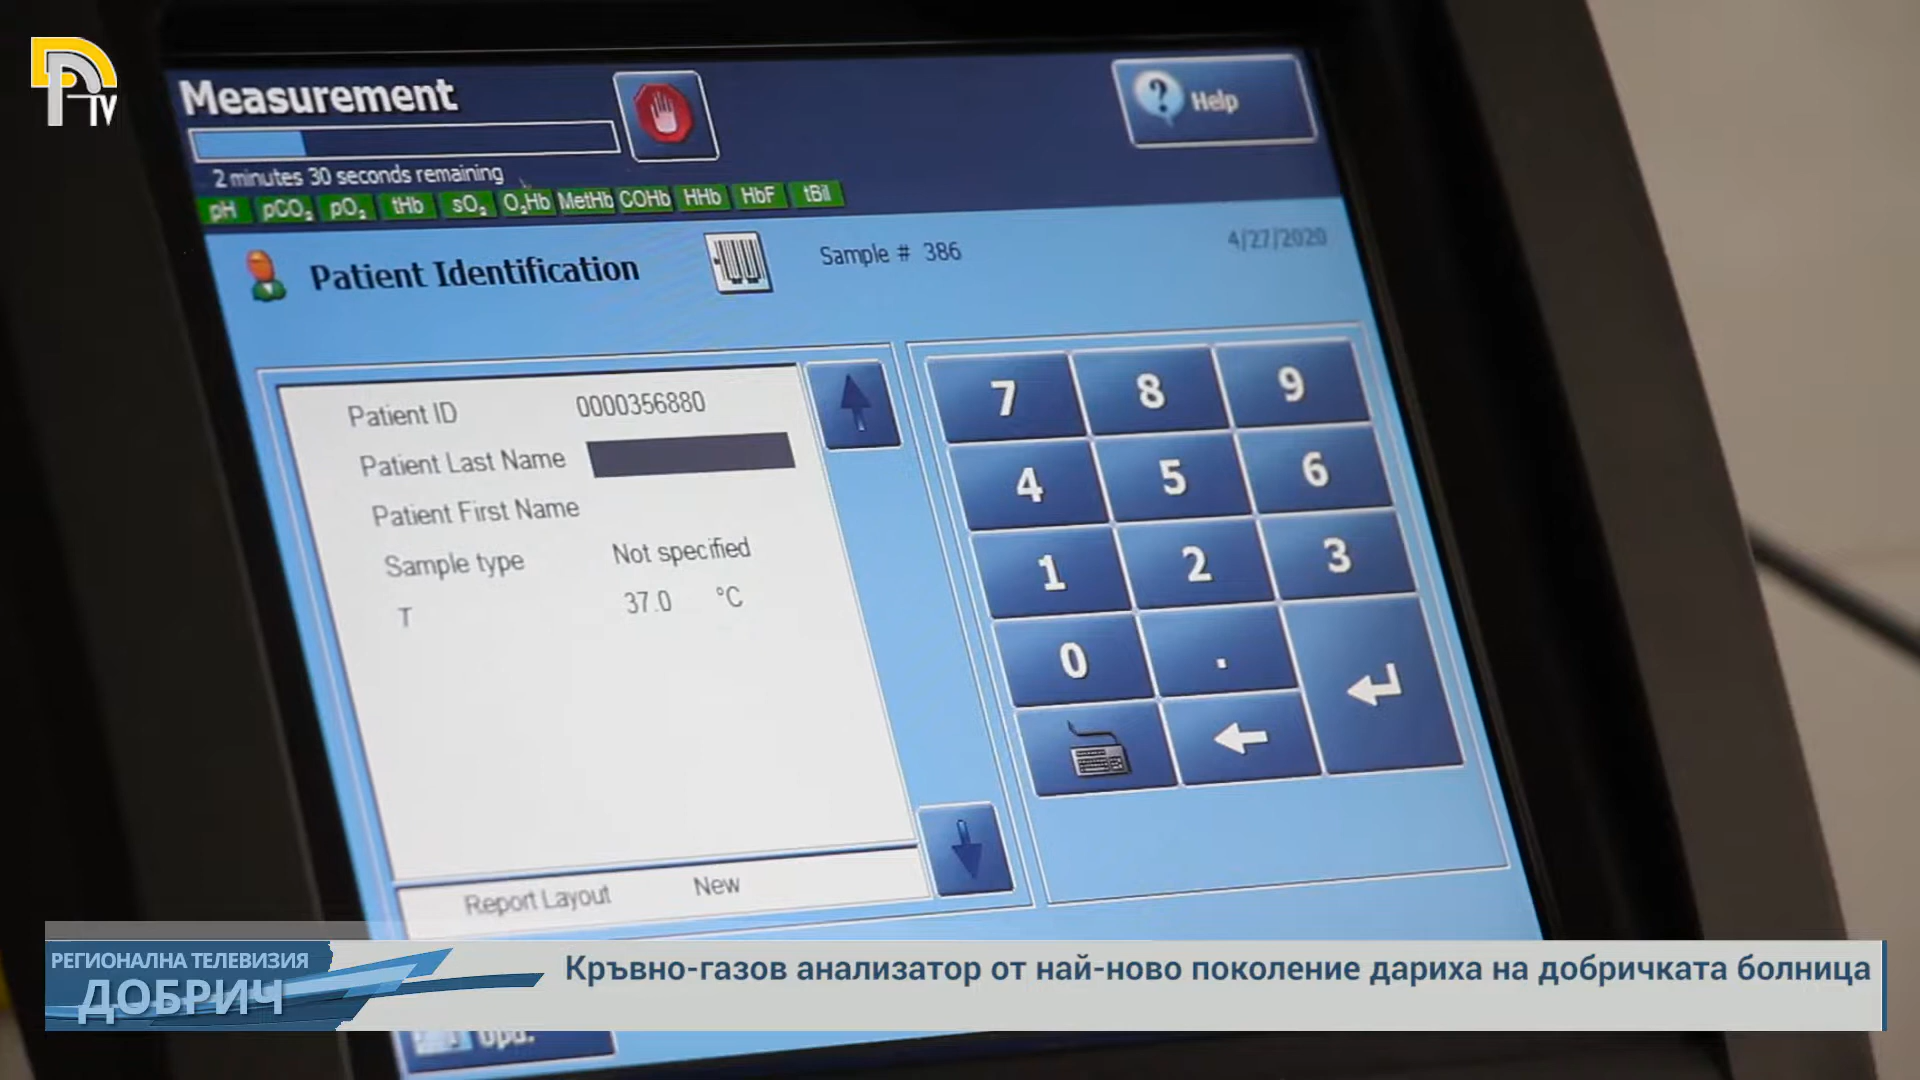 TV
Measurement
Help
2 minutes 30 seconds remaining
pH pCO₂ pO₂ tHb sO₂ O₂Hb MetHb COHb HHb HbF tBil
Patient Identification
Sample # 386
4/27/2020
Patient ID 0000356880
Patient Last Name
Patient First Name
Sample type Not specified
T 37.0 °C
Report Layout New
7 8 9
4 5 6
1 2 3
0 .
РЕГИОНАЛНА ТЕЛЕВИЗИЯ
ДОБРИЧ
Кръвно-газов анализатор от най-ново поколение дариха на добричката болница